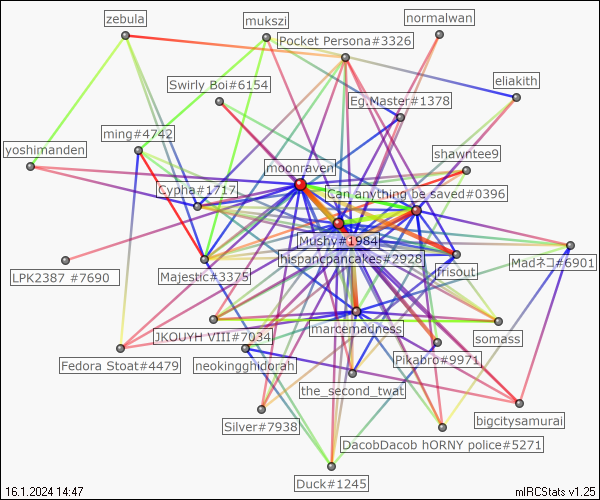 zebula
mukszi
normalwan
Pocket Persona#3326
Swirly Boi#6154
eliakith
Eg.Master#1378
ming#4742
yoshimanden
shawntee9
moonraven
Cypha#1717
Can anything be saved#0396
Mushy#1984
hispancpancakes#2928
Madネコ#6901
frisout
LPK2387 #7690
Majestic#3375
marcemadness
JKOUYH VIII#7034
somass
Fedora Stoat#4479
neokingghidorah
Pikabro#9971
the_second_twat
Silver#7938
bigcitysamurai
DacobDacob hORNY police#5271
Duck#1245
16.1.2024 14:47
mIRCStats v1.25